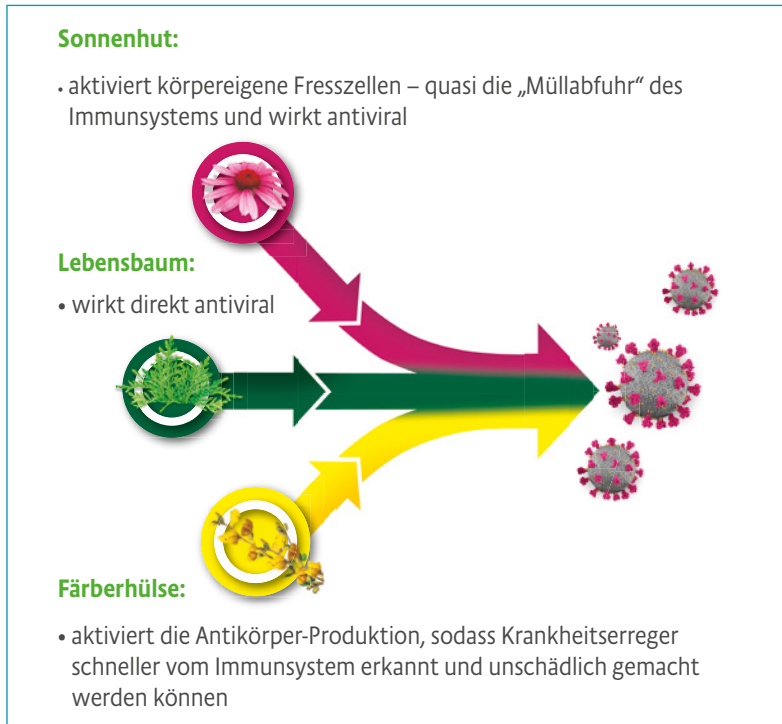 Sonnenhut:
• aktiviert körpereigene Fresszellen – quasi die „Müllabfuhr“ des
Immunsystems und wirkt antiviral
Lebensbaum:
• wirkt direkt antiviral
Färberhülse:
• aktiviert die Antikörper-Produktion, sodass Krankheitserreger
schneller vom Immunsystem erkannt und unschädlich gemacht
werden können